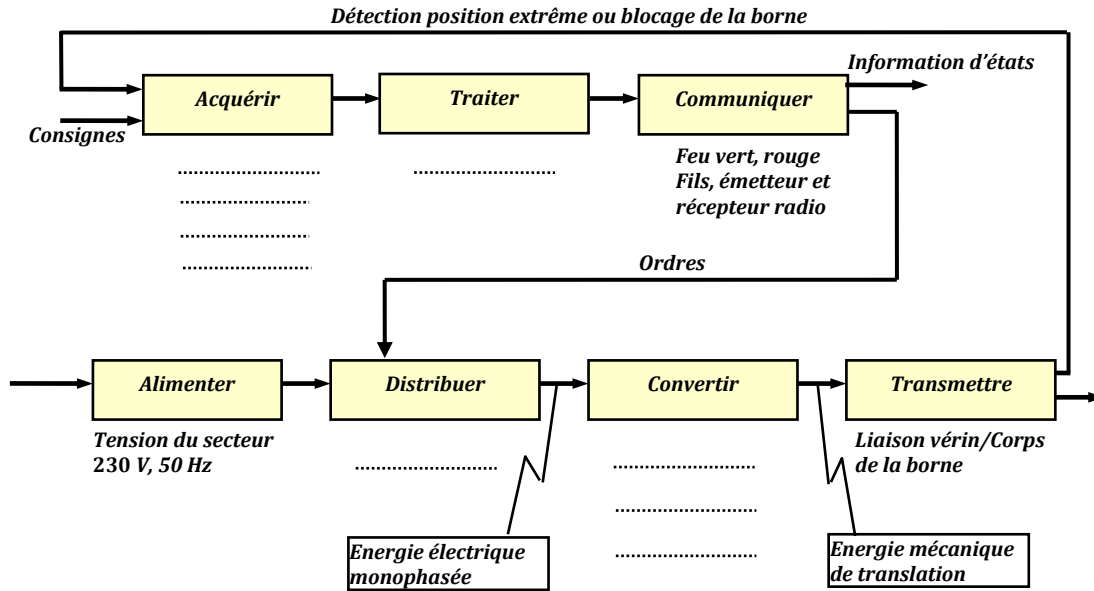 Détection position extrême ou blocage de la borne
Information d’états
Acquérir
Traiter
Communiquer
Consignes
Feu vert, rouge
Fils, émetteur et
récepteur radio
.................................
.................................
..............................
..............................
...............................
Ordres
Alimenter
Distribuer
Convertir
Transmettre
Tension du secteur
230 V, 50 Hz
Liaison vérin/Corps
de la borne
.................................
.................................
.................................
.................................
Energie électrique
monophasée
Energie mécanique
de translation